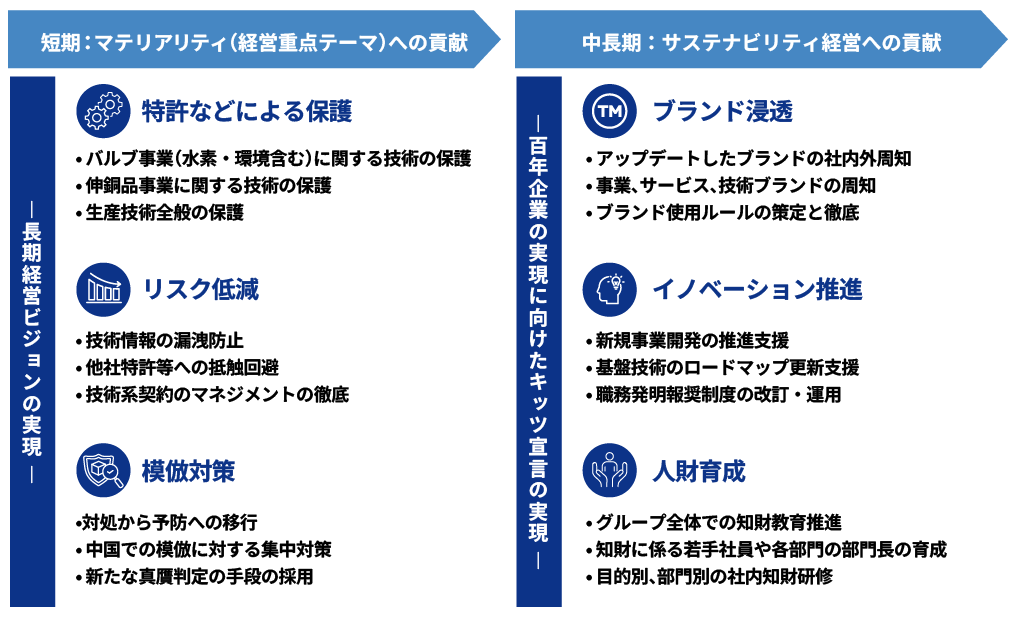 短期：マテリアリティ（経営重点テーマ）への貢献
―長期経営ビジョンの実現―
特許などによる保護
・バルブ事業（水素・環境含む）に関する技術の保護
・伸銅品事業に関する技術の保護
・生産技術全般の保護
リスク低減
・技術情報の漏洩防止
・他社特許等への抵触回避
・技術系契約のマネジメントの徹底
模倣対策
・対処から予防への移行
・中国での模倣に対する集中対策
・新たな真贋判定の手段の採用
中長期：サステナビリティ経営への貢献
―百年企業の実現に向けたキッツ宣言の実現―
TM
ブランド浸透
・アップデートしたブランドの社内外周知
・事業、サービス、技術ブランドの周知
・ブランド使用ルールの策定と徹底
イノベーション推進
・新規事業開発の推進支援
・基盤技術のロードマップ更新支援
・職務発明報奨制度の改訂・運用
人財育成
・グループ全体での知財教育推進
・知財に係る若手社員や各部門の部門長の育成
・目的別、部門別の社内知財研修